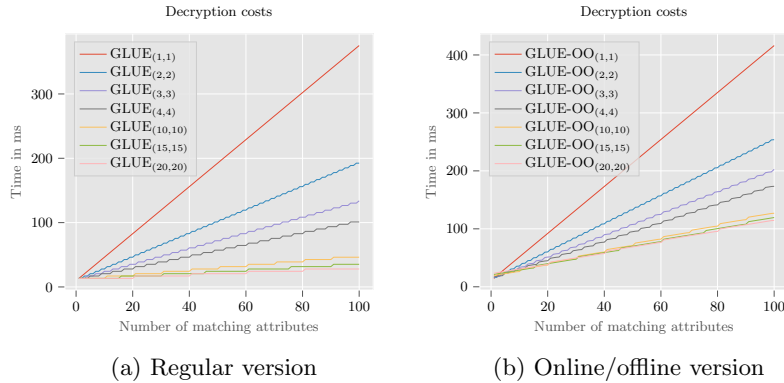 Decryption costs
GLUE(1,1)
GLUE(2,2)
GLUE(3,3)
GLUE(4,4)
GLUE(10,10)
GLUE(15,15)
GLUE(20,20)
Time in ms
300
200
100
0
0 20 40 60 80 100
Number of matching attributes
(a) Regular version
Decryption costs
GLUE-OO(1,1)
GLUE-OO(2,2)
GLUE-OO(3,3)
GLUE-OO(4,4)
GLUE-OO(10,10)
GLUE-OO(15,15)
GLUE-OO(20,20)
Time in ms
400
300
200
100
0
0 20 40 60 80 100
Number of matching attributes
(b) Online/offline version